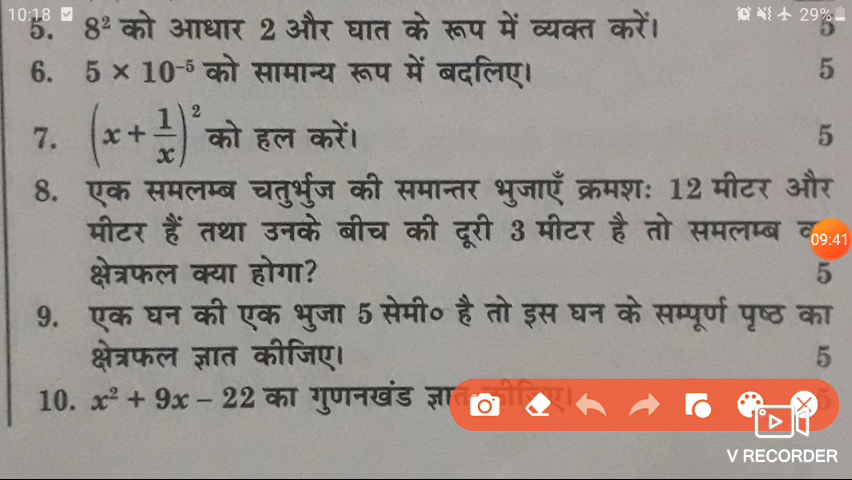 10:18 29%
5. 8² को आधार 2 और घात के रूप में व्यक्त करें। 5
6. 5 × 10⁻⁵ को सामान्य रूप में बदलिए। 5
7. (x + 1/x)² को हल करें। 5
8. एक समलम्ब चतुर्भुज की समान्तर भुजाएँ क्रमशः 12 मीटर और
मीटर हैं तथा उनके बीच की दूरी 3 मीटर है तो समलम्ब
09:41
क्षेत्रफल क्या होगा? 5
9. एक घन की एक भुजा 5 सेमी० है तो इस घन के सम्पूर्ण पृष्ठ का
क्षेत्रफल ज्ञात कीजिए। 5
10. x² + 9x – 22 का गुणनखंड ज्ञात कीजिए। 5
V RECORDER